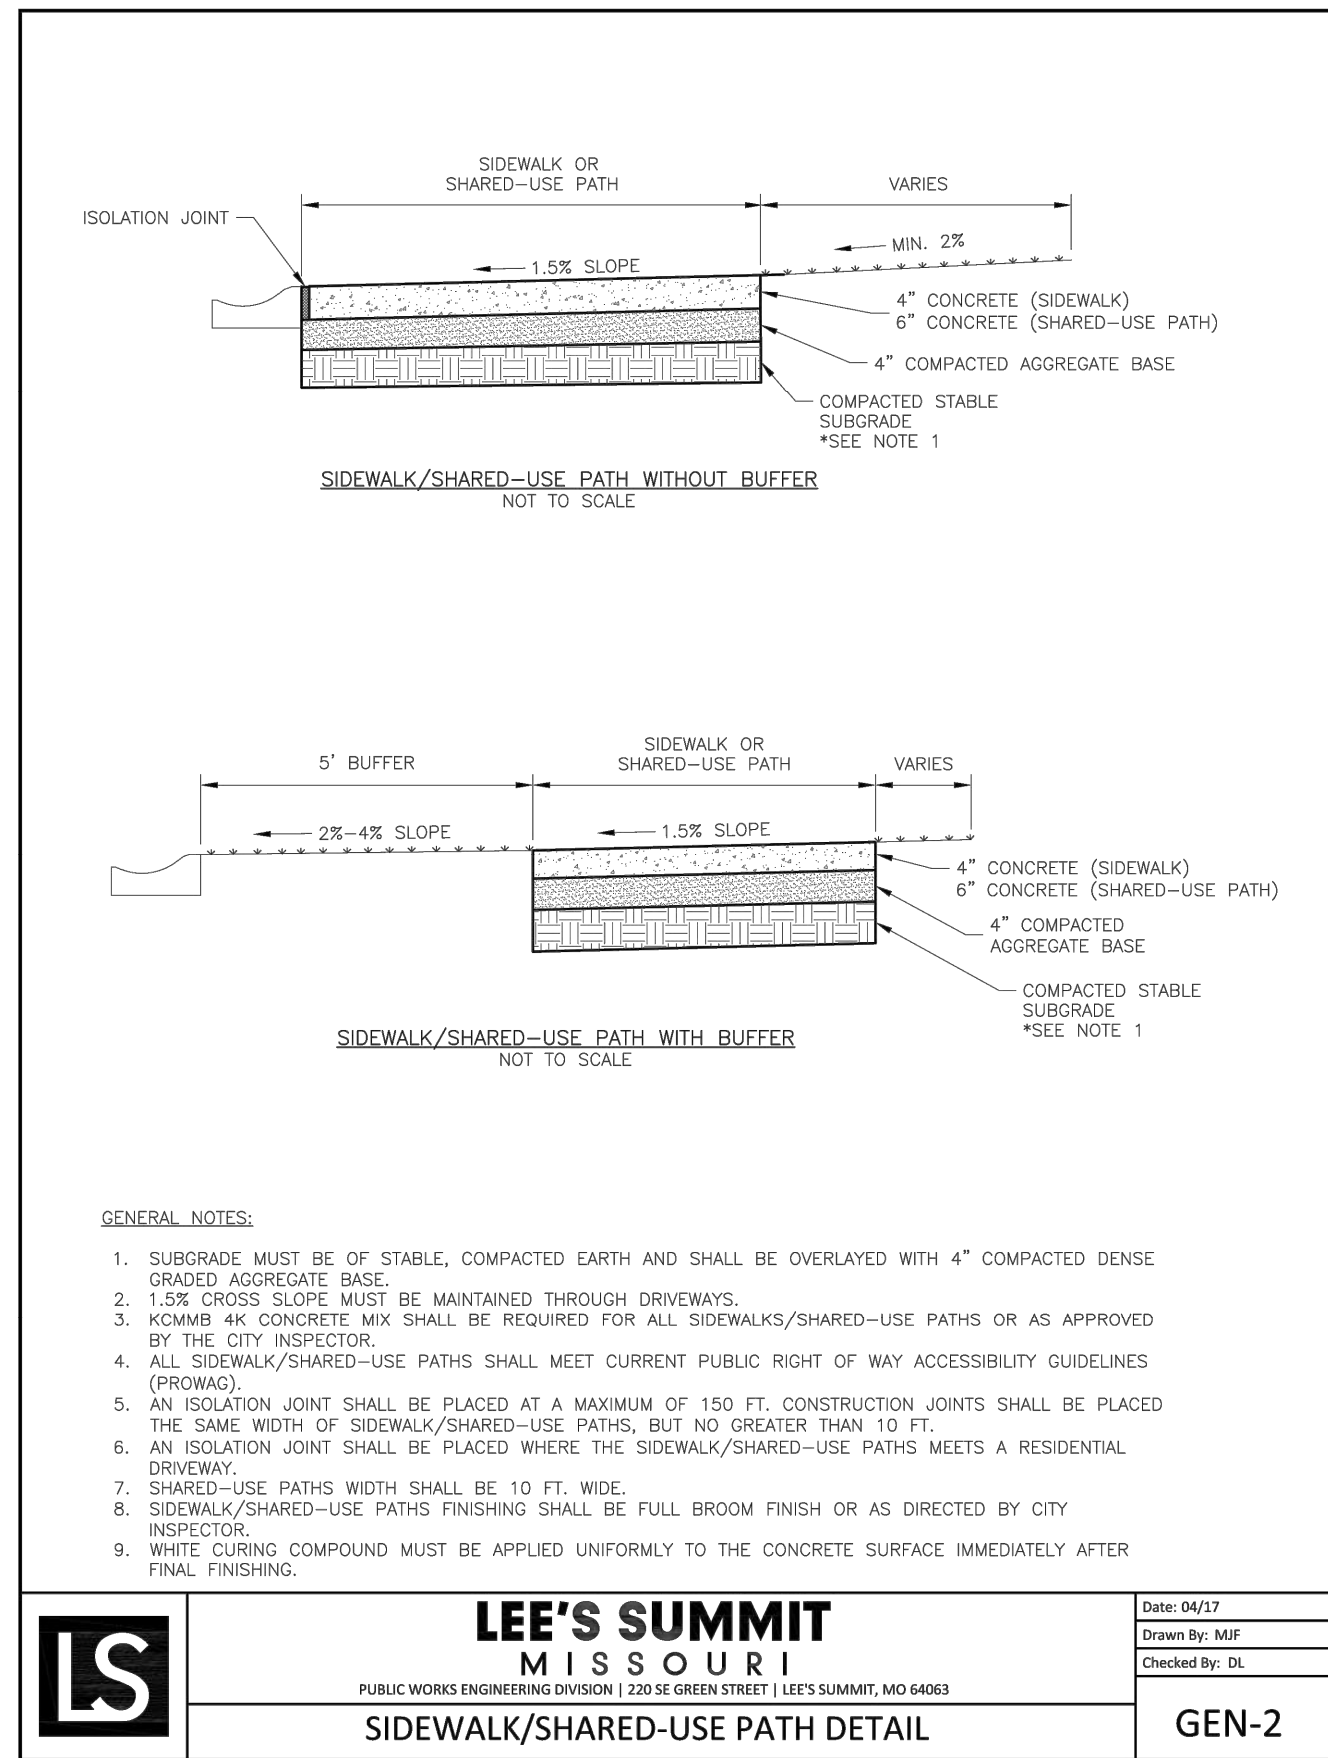 SIDEWALK OR
SHARED-USE PATH
VARIES
ISOLATION JOINT
MIN. 2%
1.5% SLOPE
4" CONCRETE (SIDEWALK)
6" CONCRETE (SHARED-USE PATH)
4" COMPACTED AGGREGATE BASE
COMPACTED STABLE
SUBGRADE
*SEE NOTE 1
SIDEWALK/SHARED-USE PATH WITHOUT BUFFER
NOT TO SCALE
5' BUFFER
SIDEWALK OR
SHARED-USE PATH
VARIES
2%-4% SLOPE
1.5% SLOPE
4" CONCRETE (SIDEWALK)
6" CONCRETE (SHARED-USE PATH)
4" COMPACTED
AGGREGATE BASE
COMPACTED STABLE
SUBGRADE
*SEE NOTE 1
SIDEWALK/SHARED-USE PATH WITH BUFFER
NOT TO SCALE
GENERAL NOTES:
1. SUBGRADE MUST BE OF STABLE, COMPACTED EARTH AND SHALL BE OVERLAYED WITH 4" COMPACTED DENSE
GRADED AGGREGATE BASE.
2. 1.5% CROSS SLOPE MUST BE MAINTAINED THROUGH DRIVEWAYS.
3. KCMMB 4K CONCRETE MIX SHALL BE REQUIRED FOR ALL SIDEWALKS/SHARED-USE PATHS OR AS APPROVED
BY THE CITY INSPECTOR.
4. ALL SIDEWALK/SHARED-USE PATHS SHALL MEET CURRENT PUBLIC RIGHT OF WAY ACCESSIBILITY GUIDELINES
(PROWAG).
5. AN ISOLATION JOINT SHALL BE PLACED AT A MAXIMUM OF 150 FT. CONSTRUCTION JOINTS SHALL BE PLACED
THE SAME WIDTH OF SIDEWALK/SHARED-USE PATHS, BUT NO GREATER THAN 10 FT.
6. AN ISOLATION JOINT SHALL BE PLACED WHERE THE SIDEWALK/SHARED-USE PATHS MEETS A RESIDENTIAL
DRIVEWAY.
7. SHARED-USE PATHS WIDTH SHALL BE 10 FT. WIDE.
8. SIDEWALK/SHARED-USE PATHS FINISHING SHALL BE FULL BROOM FINISH OR AS DIRECTED BY CITY
INSPECTOR.
9. WHITE CURING COMPOUND MUST BE APPLIED UNIFORMLY TO THE CONCRETE SURFACE IMMEDIATELY AFTER
FINAL FINISHING.
LS
LEE'S SUMMIT
MISSOURI
PUBLIC WORKS ENGINEERING DIVISION | 220 SE GREEN STREET | LEE'S SUMMIT, MO 64063
SIDEWALK/SHARED-USE PATH DETAIL
Date: 04/17
Drawn By: MJF
Checked By: DL
GEN-2